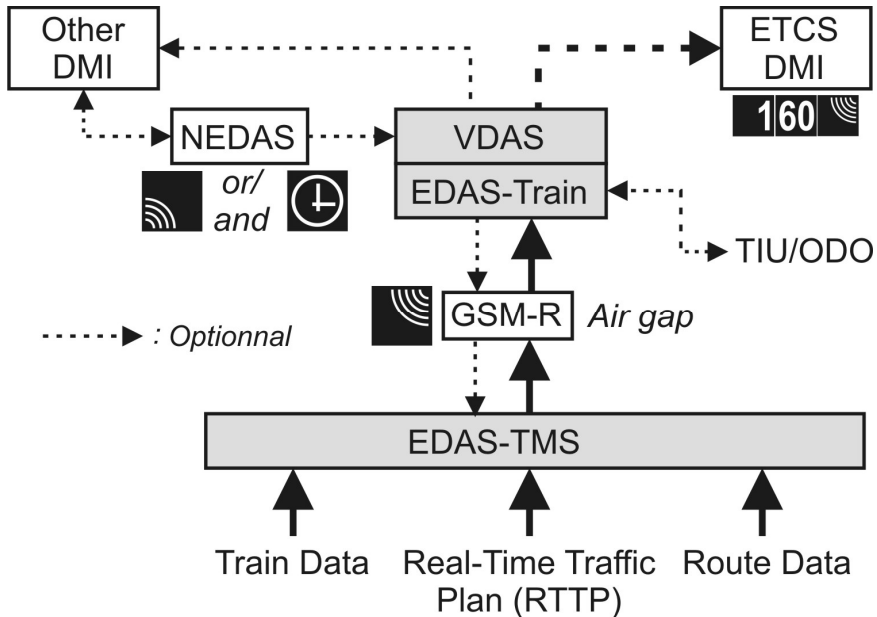 Other
DMI
ETCS
DMI
160
NEDAS
VDAS
or/
and
EDAS-Train
TIU/ODO
GSM-R
Air gap
: Optionnal
EDAS-TMS
Train Data
Real-Time Traffic
Plan (RTTP)
Route Data